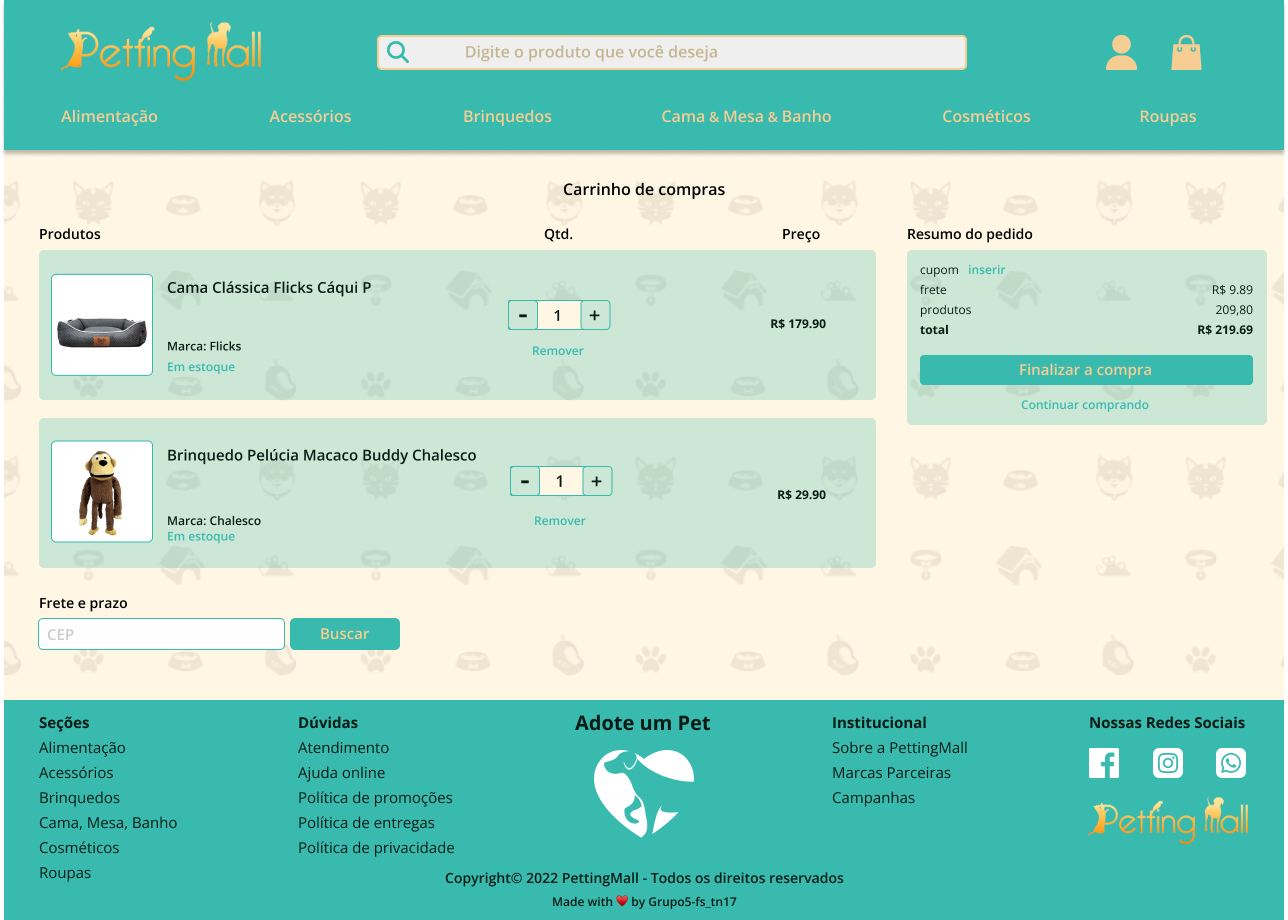 Petting Mall
Digite o produto que você deseja
Alimentação Acessórios Brinquedos Cama & Mesa & Banho Cosméticos Roupas
Carrinho de compras
Produtos Qtd. Preço
Cama Clássica Flicks Cáqui P
- 1 +
R$ 179.90
Marca: Flicks
Remover
Em estoque
Brinquedo Pelúcia Macaco Buddy Chalesco
- 1 +
R$ 29.90
Marca: Chalesco
Remover
Em estoque
Resumo do pedido
cupom inserir
frete R$ 9.89
produtos 209,80
total R$ 219.69
Finalizar a compra
Continuar comprando
Frete e prazo
CEP Buscar
Seções
Alimentação
Acessórios
Brinquedos
Cama, Mesa, Banho
Cosméticos
Roupas
Dúvidas
Atendimento
Ajuda online
Política de promoções
Política de entregas
Política de privacidade
Adote um Pet
Institucional
Sobre a PettingMall
Marcas Parceiras
Campanhas
Nossas Redes Sociais
Petting Mall
Copyright© 2022 PettingMall - Todos os direitos reservados
Made with ❤️ by Grupo5-fs_tn17